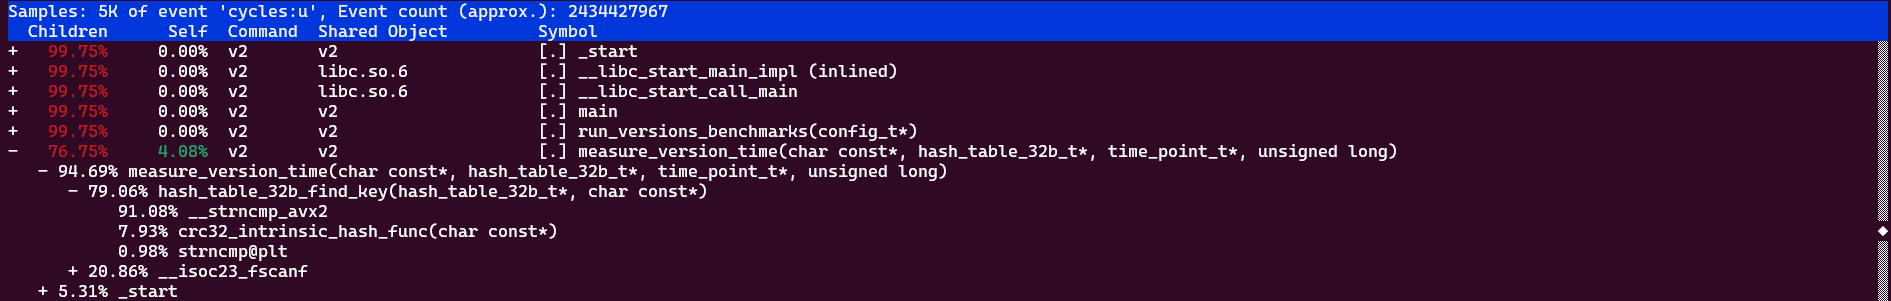 Samples: 5K of event 'cycles:u', Event count (approx.): 2434427967
  Children      Self  Command  Shared Object         Symbol
+   99.75%     0.00%  v2       v2                    [.] _start
+   99.75%     0.00%  v2       libc.so.6             [.] __libc_start_main_impl (inlined)
+   99.75%     0.00%  v2       libc.so.6             [.] __libc_start_call_main
+   99.75%     0.00%  v2       v2                    [.] main
+   99.75%     0.00%  v2       v2                    [.] run_versions_benchmarks(config_t*)
−   76.75%     4.08%  v2       v2                    [.] measure_version_time(char const*, hash_table_32b_t*, time_point_t*, unsigned long)
   − 94.69% measure_version_time(char const*, hash_table_32b_t*, time_point_t*, unsigned long)
      − 79.06% hash_table_32b_find_key(hash_table_32b_t*, char const*)
           91.08% __strncmp_avx2
           7.93% crc32_intrinsic_hash_func(char const*)
           0.98% strncmp@plt
      + 20.86% __isoc23_fscanf
   + 5.31% _start